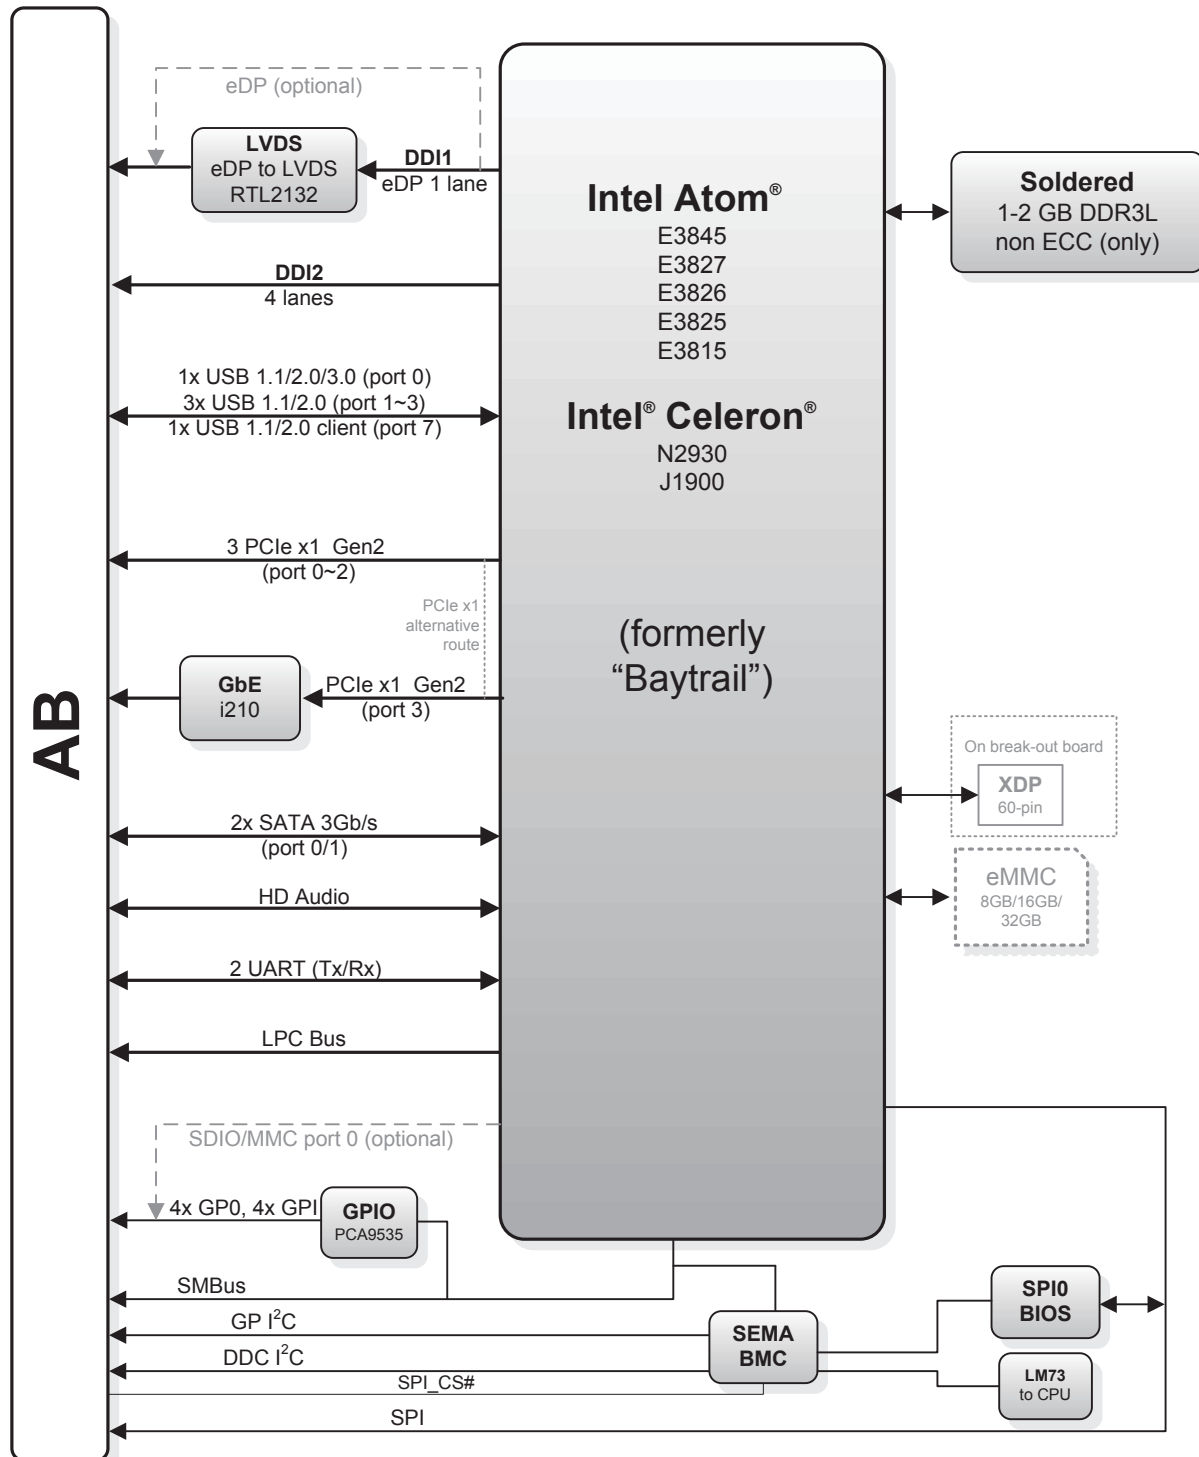 AB
eDP (optional)
LVDS
eDP to LVDS
RTL2132
DDI1
eDP 1 lane
DDI2
4 lanes
1x USB 1.1/2.0/3.0 (port 0)
3x USB 1.1/2.0 (port 1~3)
1x USB 1.1/2.0 client (port 7)
3 PCIe x1 Gen2
(port 0~2)
PCIe x1
alternative
route
GbE
i210
PCIe x1 Gen2
(port 3)
2x SATA 3Gb/s
(port 0/1)
HD Audio
2 UART (Tx/Rx)
LPC Bus
SDIO/MMC port 0 (optional)
4x GP0, 4x GPI
GPIO
PCA9535
SMBus
GP I²C
DDC I²C
SPI_CS#
SPI
Intel Atom®
E3845
E3827
E3826
E3825
E3815
Intel® Celeron®
N2930
J1900
(formerly
“Baytrail”)
Soldered
1-2 GB DDR3L
non ECC (only)
On break-out board
XDP
60-pin
eMMC
8GB/16GB/
32GB
SEMA
BMC
SPI0
BIOS
LM73
to CPU